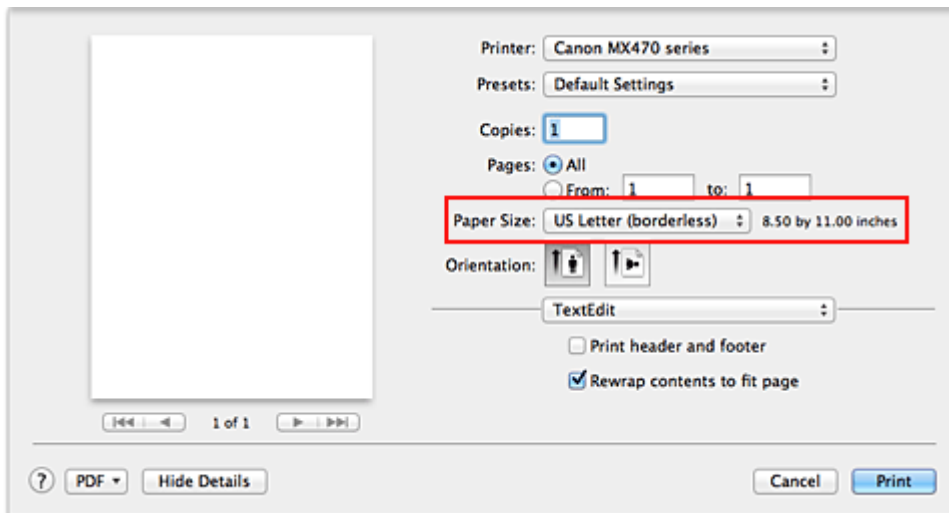 Printer: Canon MX470 series
Presets: Default Settings
Copies: 1
Pages: All
From: 1 to: 1
Paper Size: US Letter (borderless) 8.50 by 11.00 inches
Orientation:
TextEdit
Print header and footer
Rewrap contents to fit page
1 of 1
? PDF Hide Details Cancel Print